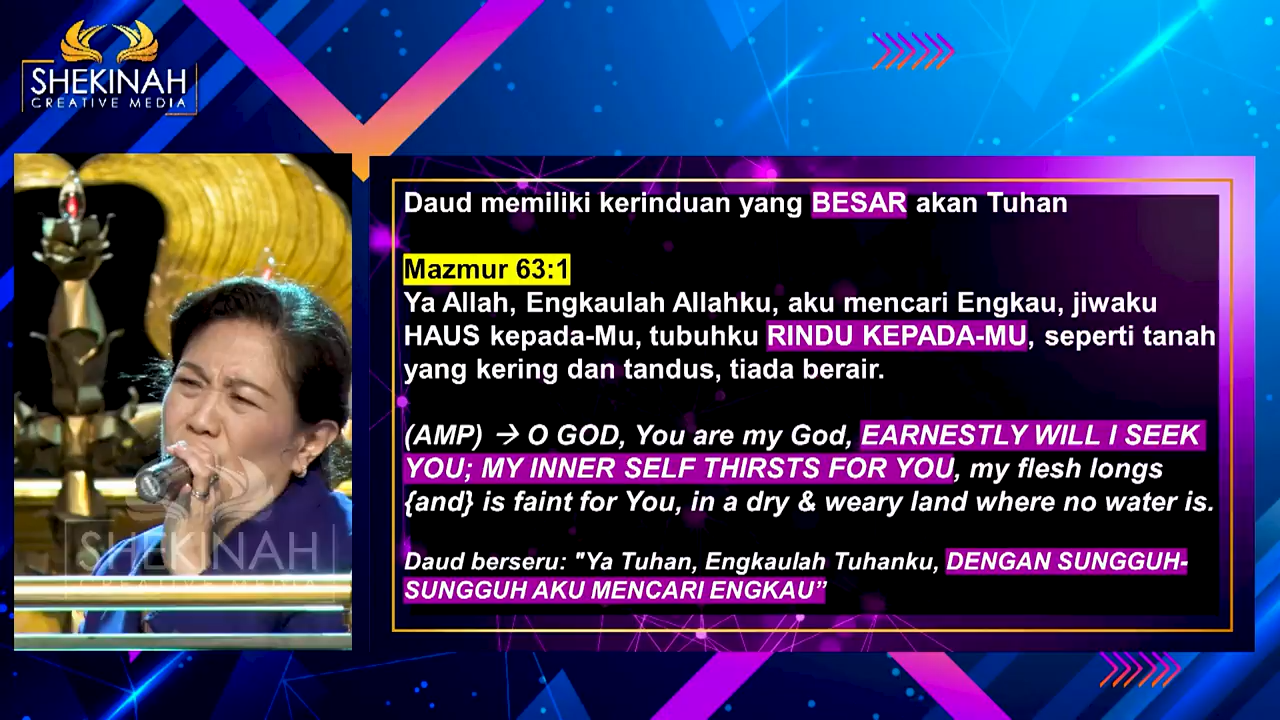 SHEKINAH
CREATIVE MEDIA
Daud memiliki kerinduan yang BESAR akan Tuhan
Mazmur 63:1
Ya Allah, Engkaulah Allahku, aku mencari Engkau, jiwaku
HAUS kepada-Mu, tubuhku RINDU KEPADA-MU, seperti tanah
yang kering dan tandus, tiada berair.
(AMP) → O GOD, You are my God, EARNESTLY WILL I SEEK
YOU; MY INNER SELF THIRSTS FOR YOU, my flesh longs
{and} is faint for You, in a dry & weary land where no water is.
Daud berseru: "Ya Tuhan, Engkaulah Tuhanku, DENGAN SUNGGUH-
SUNGGUH AKU MENCARI ENGKAU”
SHEKINAH
CREATIVE MEDIA